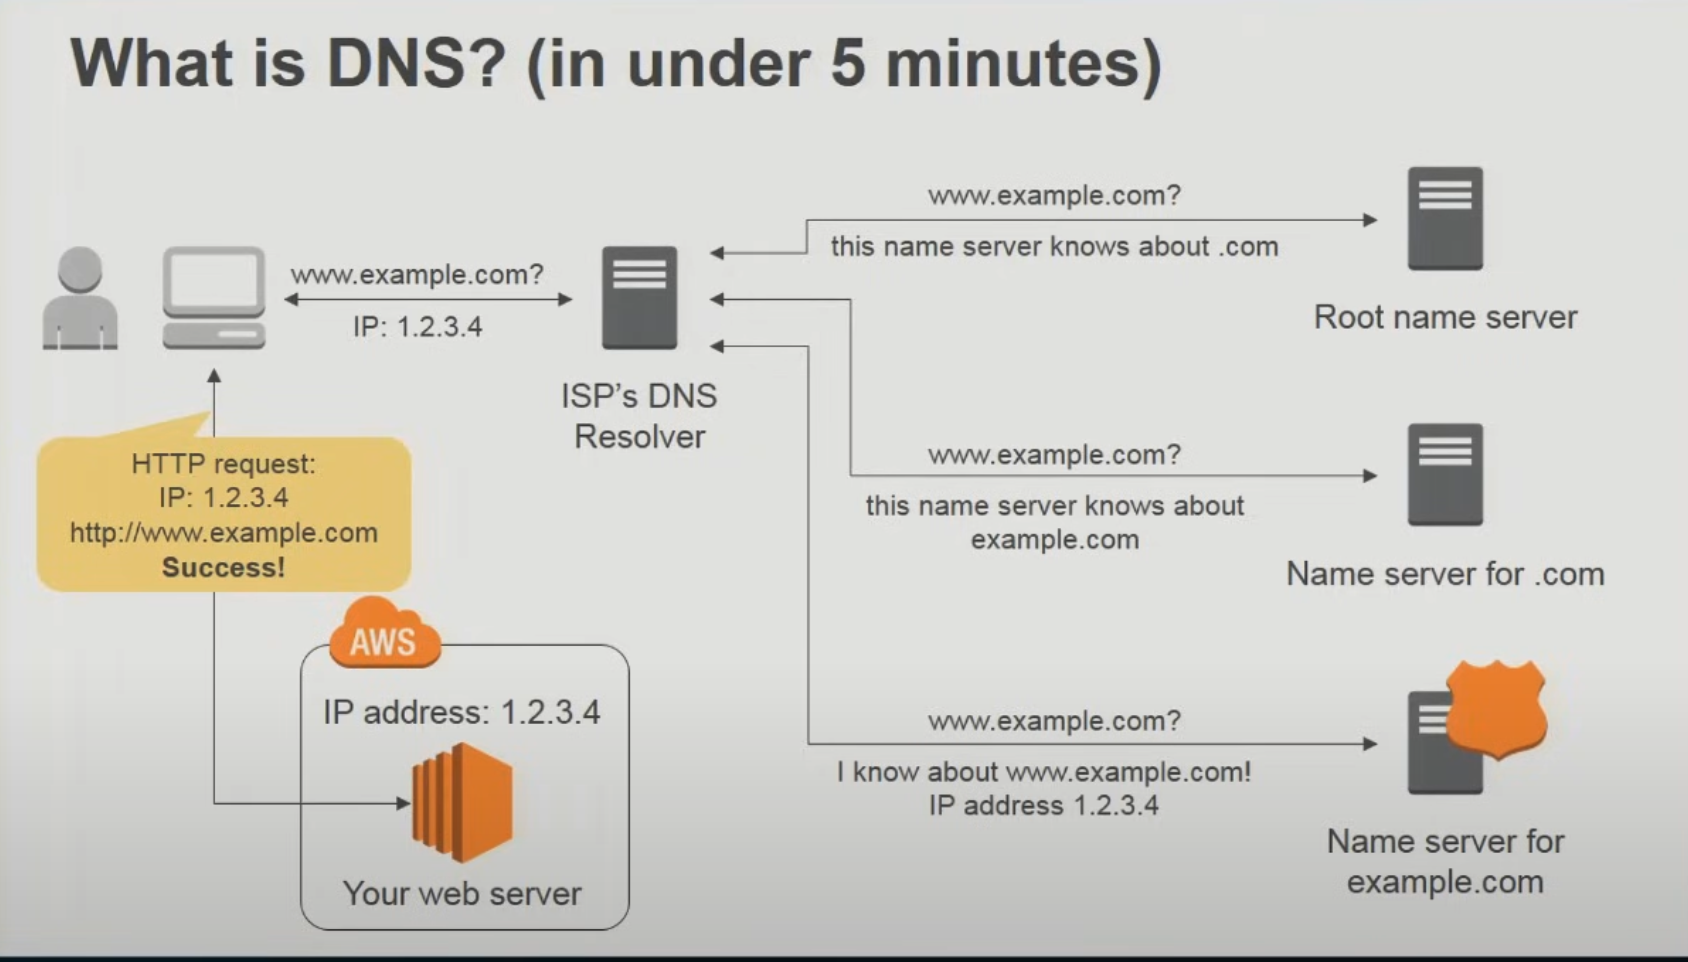 What is DNS? (in under 5 minutes)
www.example.com?
IP: 1.2.3.4
ISP's DNS
Resolver
www.example.com?
this name server knows about .com
Root name server
www.example.com?
this name server knows about
example.com
Name server for .com
HTTP request:
IP: 1.2.3.4
http://www.example.com
Success!
AWS
IP address: 1.2.3.4
Your web server
www.example.com?
I know about www.example.com!
IP address 1.2.3.4
Name server for
example.com